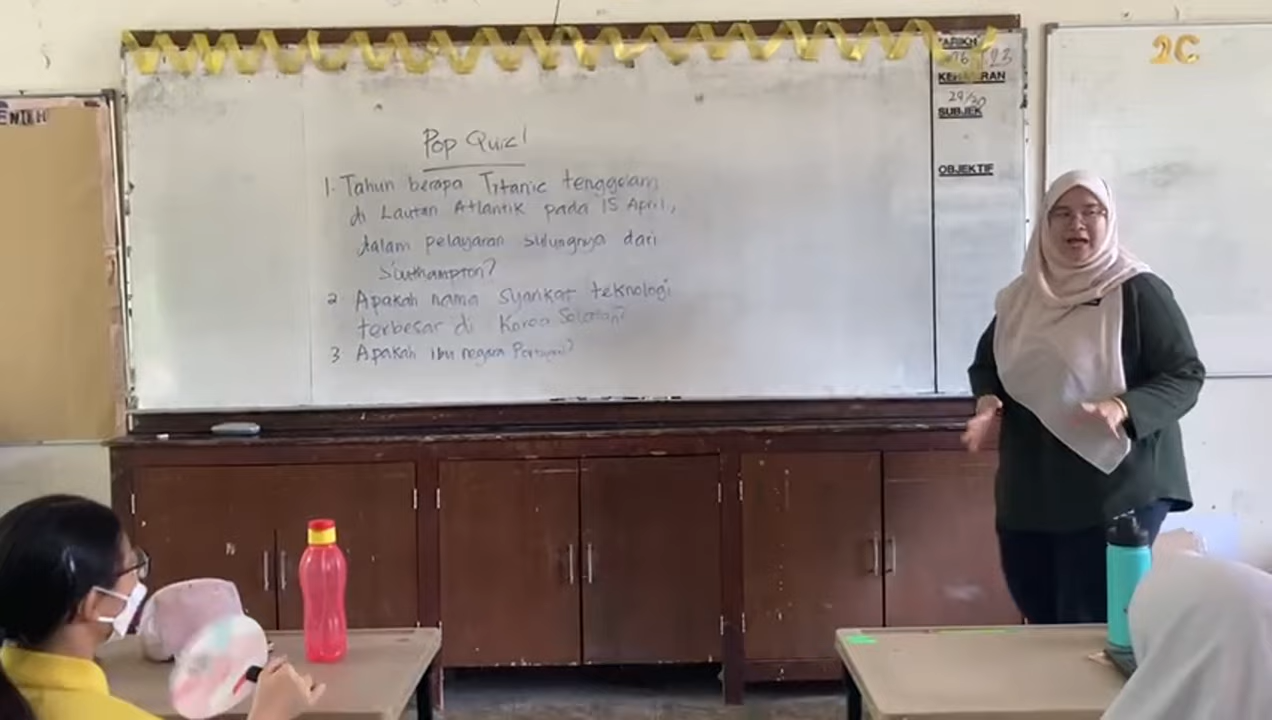 Pop Quiz!
1. Tahun berapa Titanic tenggelam
di Lautan Atlantik pada 15 April,
dalam pelayaran sulungnya dari
Southampton?
2. Apakah nama syarikat teknologi
terbesar di Korea Selatan?
3 Apakah ibu negara Portugal?
TARIKH
KEHADIRAN
29/30
SUBJEK
OBJEKTIF
2C